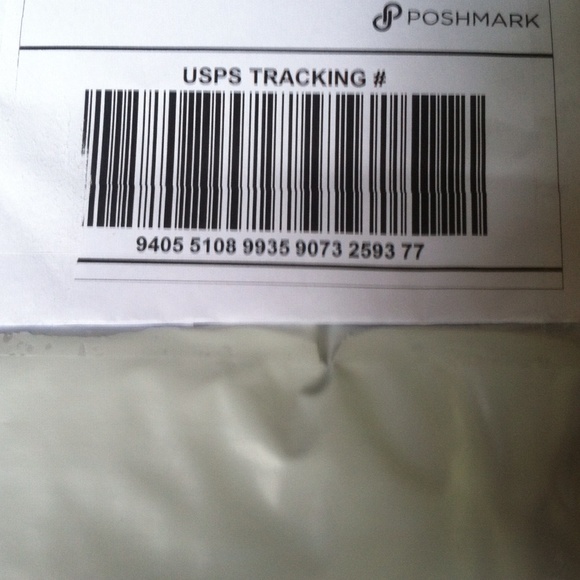 POSHMARK
USPS TRACKING #
9405 5108 9935 9073 2593 77